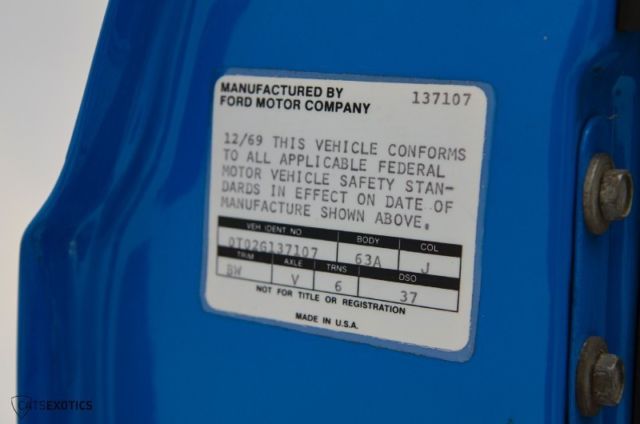 MANUFACTURED BY 137107
FORD MOTOR COMPANY
12/69 THIS VEHICLE CONFORMS
TO ALL APPLICABLE FEDERAL
MOTOR VEHICLE SAFETY STAN-
DARDS IN EFFECT ON DATE OF
MANUFACTURE SHOWN ABOVE.
VEH IDENT NO BODY COL
0T02G137107 63A J
TRIM AXLE TRNS DSO
BW V 6 37
NOT FOR TITLE OR REGISTRATION
MADE IN U.S.A.
CATSEXOTICS